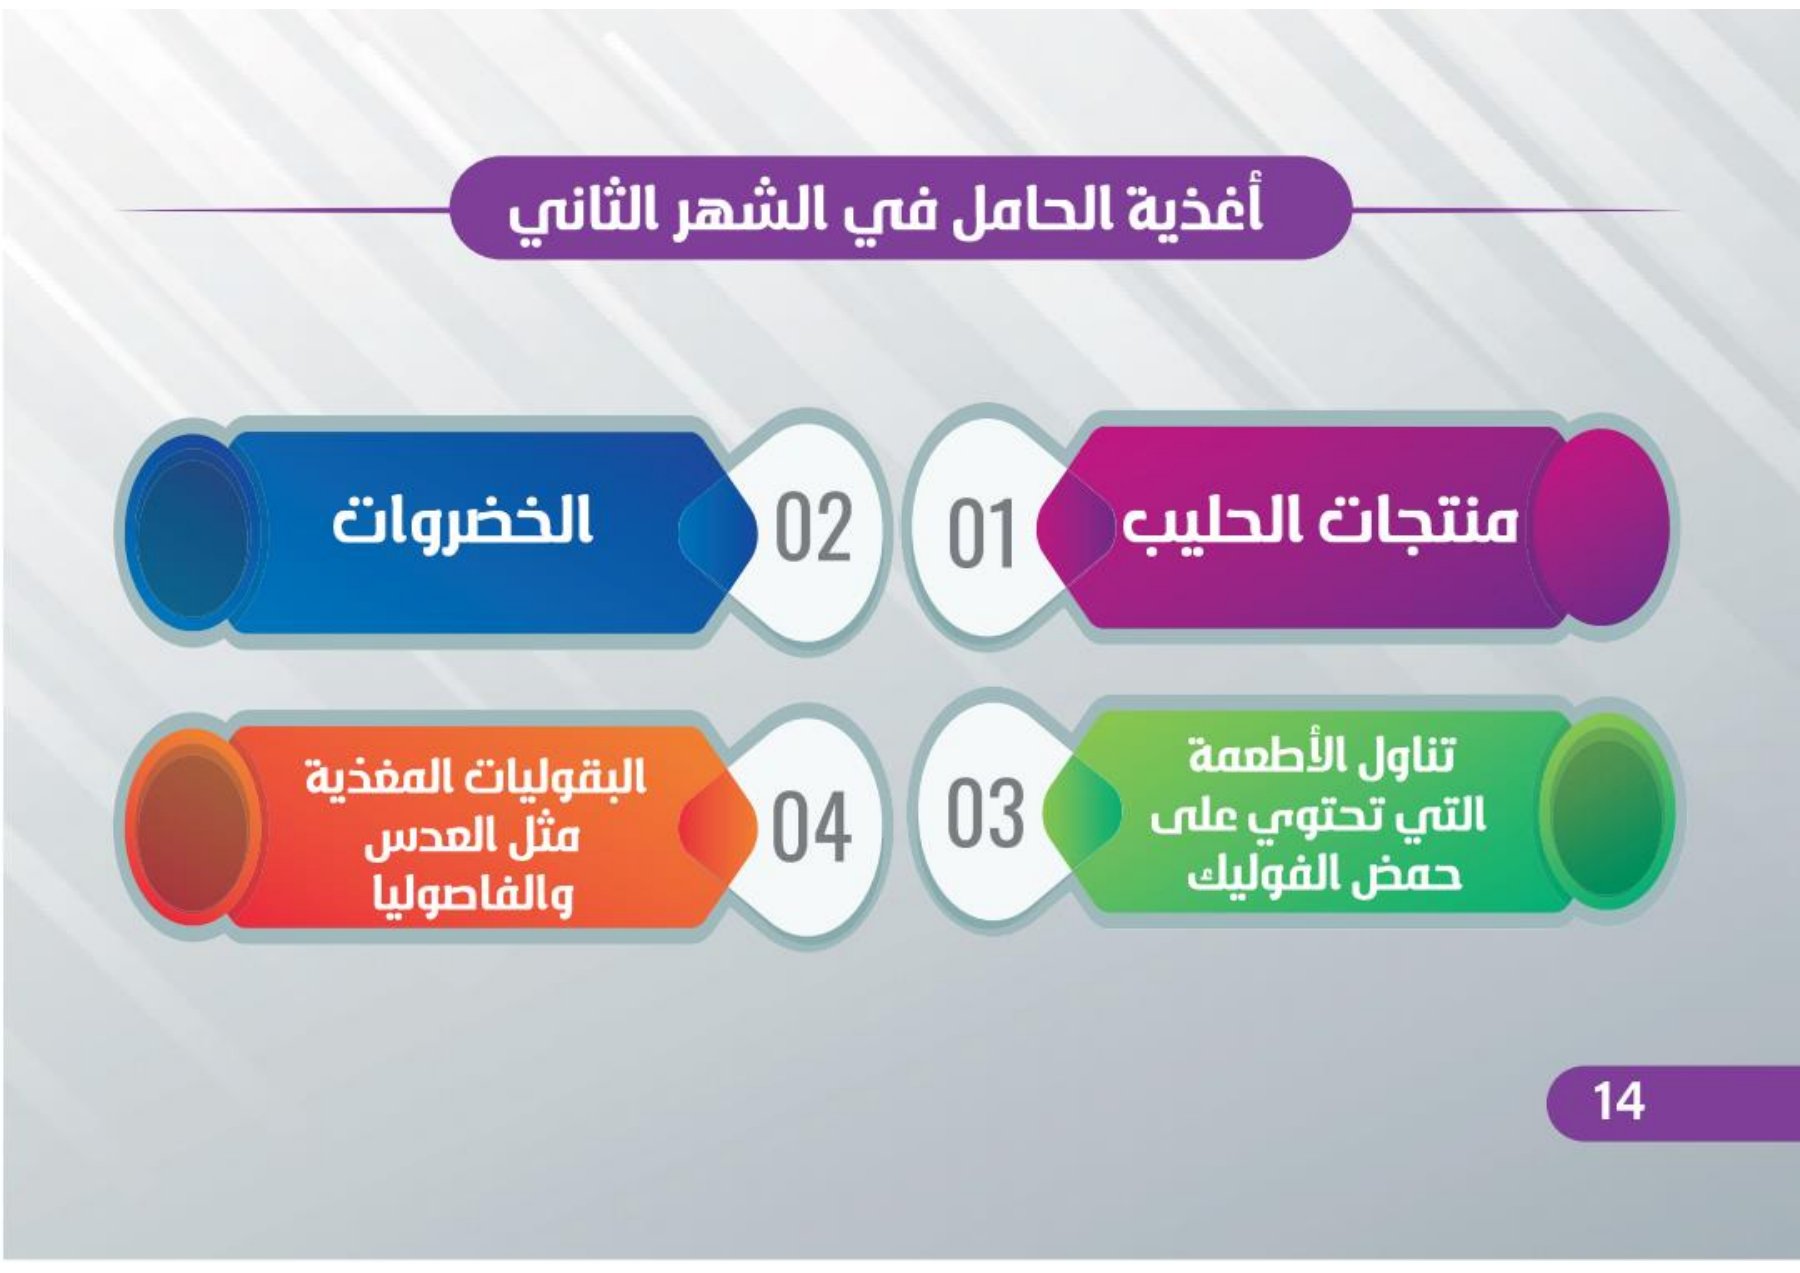 أغذية الحامل في الشهر الثاني
01
منتجات الحليب
02
الخضروات
03
تناول الأطعمة
التي تحتوي على
حمض الفوليك
04
البقوليات المغذية
مثل العدس
والفاصوليا
14